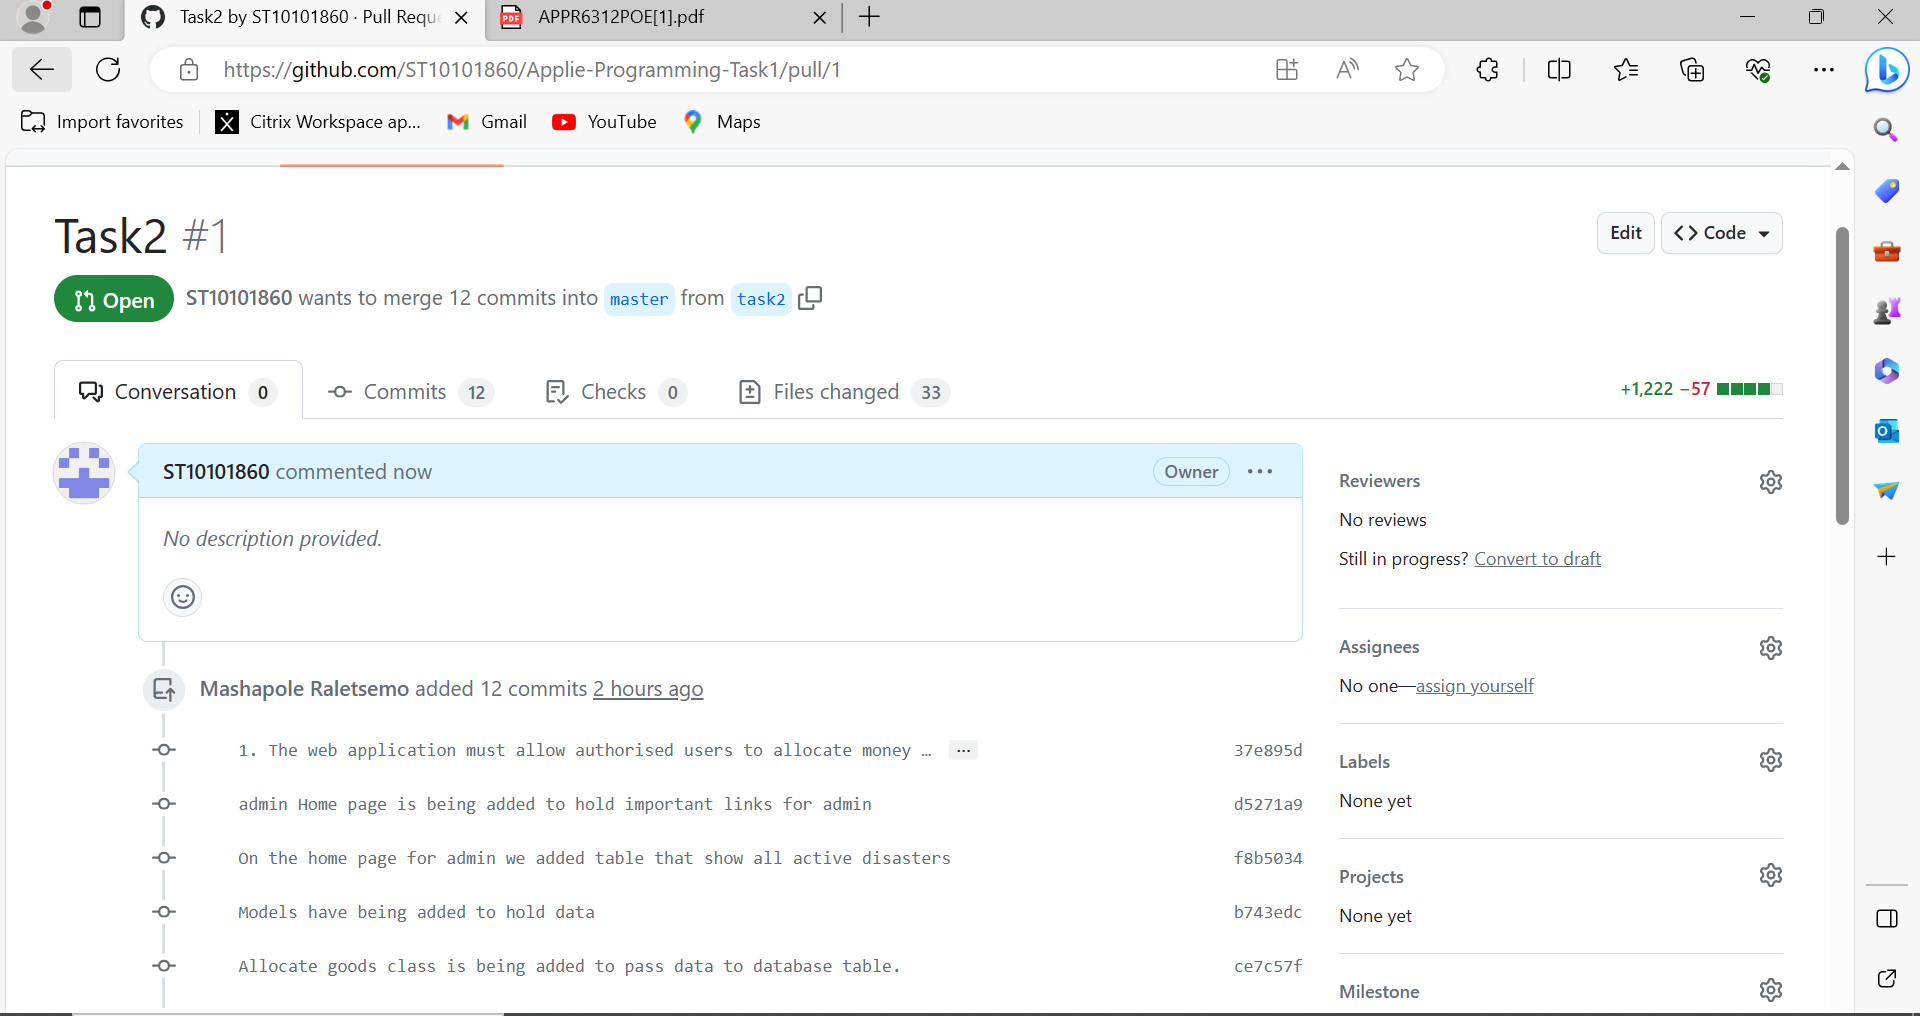 Task2 by ST10101860 · Pull Requ
APPR6312POE[1].pdf
https://github.com/ST10101860/Applie-Programming-Task1/pull/1
Import favorites
Citrix Workspace ap...
Gmail
YouTube
Maps
Task2 #1
Edit
<> Code
Open
ST10101860 wants to merge 12 commits into master from task2
Conversation 0
Commits 12
Checks 0
Files changed 33
+1,222 −57
ST10101860 commented now
Owner
No description provided.
Mashapole Raletsemo added 12 commits 2 hours ago
1. The web application must allow authorised users to allocate money … ... 37e895d
admin Home page is being added to hold important links for admin d5271a9
On the home page for admin we added table that show all active disasters f8b5034
Models have being added to hold data b743edc
Allocate goods class is being added to pass data to database table. ce7c57f
Reviewers
No reviews
Still in progress? Convert to draft
Assignees
No one—assign yourself
Labels
None yet
Projects
None yet
Milestone